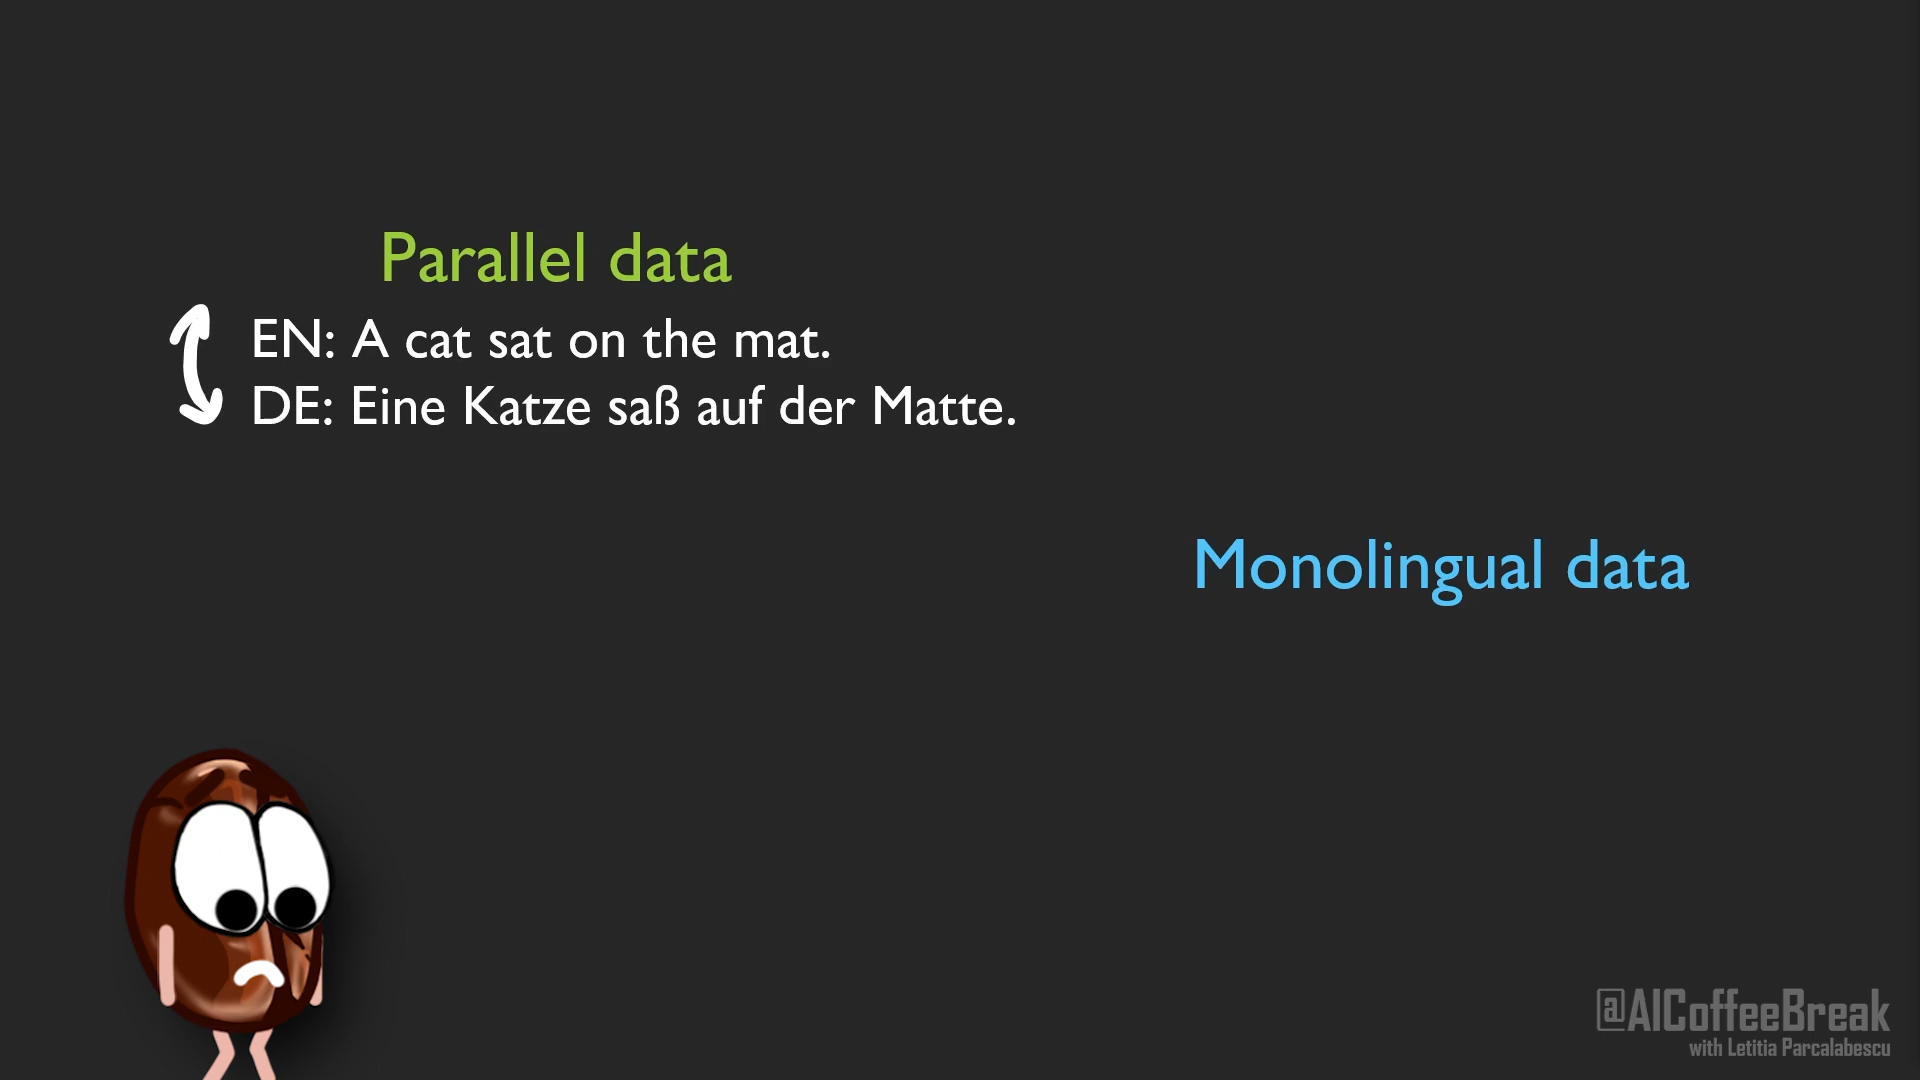 Parallel data
EN: A cat sat on the mat.
DE: Eine Katze saß auf der Matte.
Monolingual data
@AICoffeeBreak
with Letitia Parcalabescu